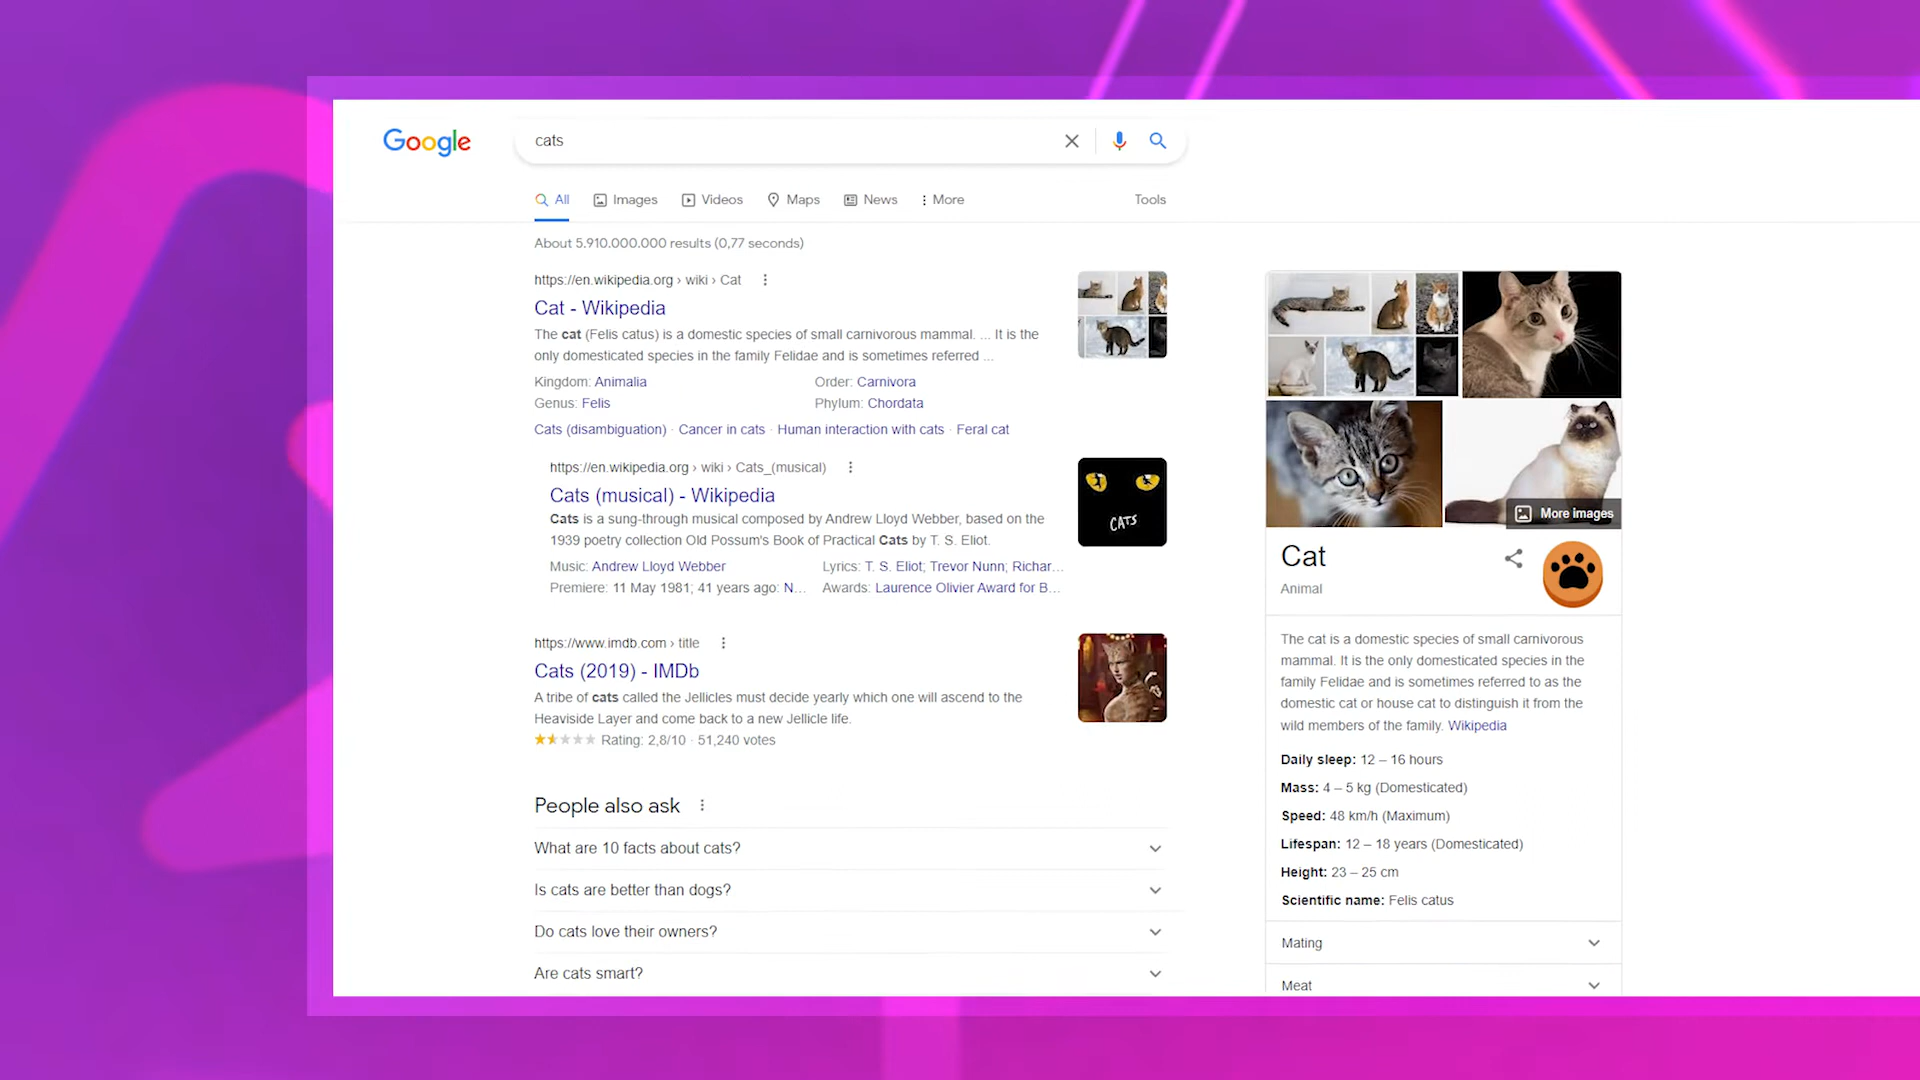 Google
cats
All
Images
Videos
Maps
News
More
Tools
About 5.910.000.000 results (0,77 seconds)
https://en.wikipedia.org › wiki › Cat
Cat - Wikipedia
The cat (Felis catus) is a domestic species of small carnivorous mammal. ... It is the
only domesticated species in the family Felidae and is sometimes referred ...
Kingdom: Animalia
Order: Carnivora
Genus: Felis
Phylum: Chordata
Cats (disambiguation) · Cancer in cats · Human interaction with cats · Feral cat
https://en.wikipedia.org › wiki › Cats_(musical)
Cats (musical) - Wikipedia
Cats is a sung-through musical composed by Andrew Lloyd Webber, based on the
1939 poetry collection Old Possum's Book of Practical Cats by T. S. Eliot.
Music: Andrew Lloyd Webber
Lyrics: T. S. Eliot; Trevor Nunn; Richar...
Premiere: 11 May 1981; 41 years ago: N...
Awards: Laurence Olivier Award for B...
CATS
https://www.imdb.com › title
Cats (2019) - IMDb
A tribe of cats called the Jellicles must decide yearly which one will ascend to the
Heaviside Layer and come back to a new Jellicle life.
Rating: 2,8/10 · 51,240 votes
People also ask
What are 10 facts about cats?
Is cats are better than dogs?
Do cats love their owners?
Are cats smart?
More images
Cat
Animal
The cat is a domestic species of small carnivorous
mammal. It is the only domesticated species in the
family Felidae and is sometimes referred to as the
domestic cat or house cat to distinguish it from the
wild members of the family. Wikipedia
Daily sleep: 12 – 16 hours
Mass: 4 – 5 kg (Domesticated)
Speed: 48 km/h (Maximum)
Lifespan: 12 – 18 years (Domesticated)
Height: 23 – 25 cm
Scientific name: Felis catus
Mating
Meat